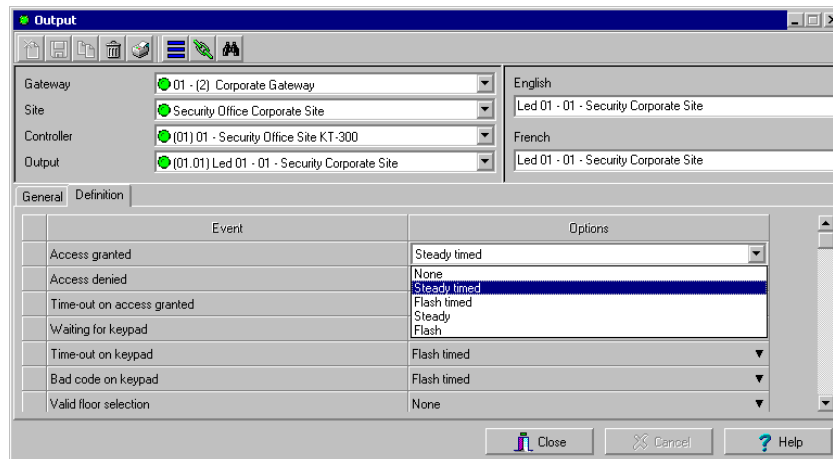 Output
Gateway
01 - (2) Corporate Gateway
Site
Security Office Corporate Site
Controller
(01) 01 - Security Office Site KT-300
Output
(01.01) Led 01 - 01 - Security Corporate Site
English
Led 01 - 01 - Security Corporate Site
French
Led 01 - 01 - Security Corporate Site
General
Definition
Event
Options
Access granted
Steady timed
Access denied
None
Steady timed
Flash timed
Steady
Flash
Time-out on access granted
Waiting for keypad
Time-out on keypad
Flash timed
Bad code on keypad
Flash timed
Valid floor selection
None
Close
Cancel
Help